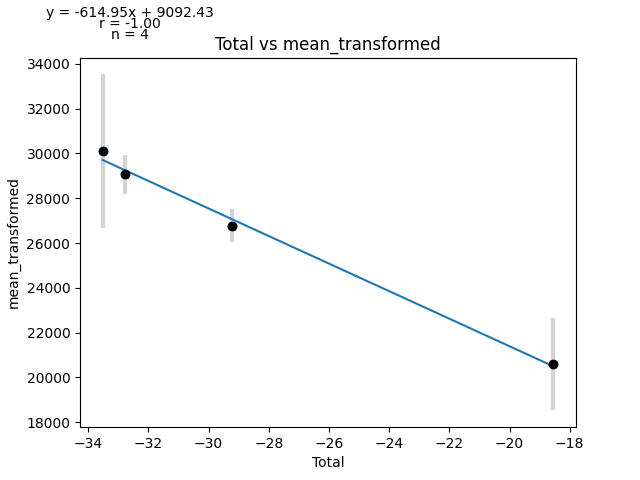 y = -614.95x + 9092.43
r = -1.00
n = 4
Total vs mean_transformed
34000
32000
30000
28000
26000
24000
22000
20000
18000
mean_transformed
−34 −32 −30 −28 −26 −24 −22 −20 −18
Total